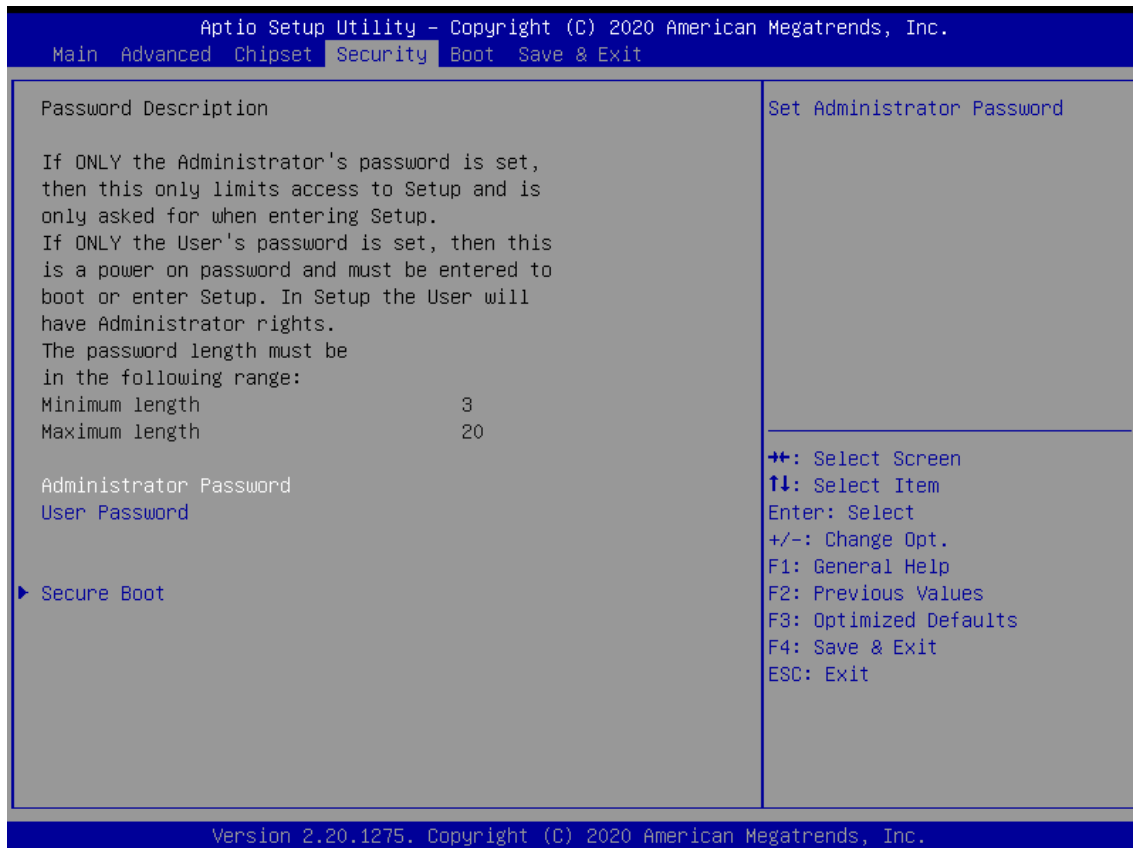 Aptio Setup Utility – Copyright (C) 2020 American Megatrends, Inc.
Main Advanced Chipset Security Boot Save & Exit
Password Description
If ONLY the Administrator's password is set,
then this only limits access to Setup and is
only asked for when entering Setup.
If ONLY the User's password is set, then this
is a power on password and must be entered to
boot or enter Setup. In Setup the User will
have Administrator rights.
The password length must be
in the following range:
Minimum length 3
Maximum length 20
Administrator Password
User Password
Secure Boot
Set Administrator Password
→←: Select Screen
↑↓: Select Item
Enter: Select
+/-: Change Opt.
F1: General Help
F2: Previous Values
F3: Optimized Defaults
F4: Save & Exit
ESC: Exit
Version 2.20.1275. Copyright (C) 2020 American Megatrends, Inc.